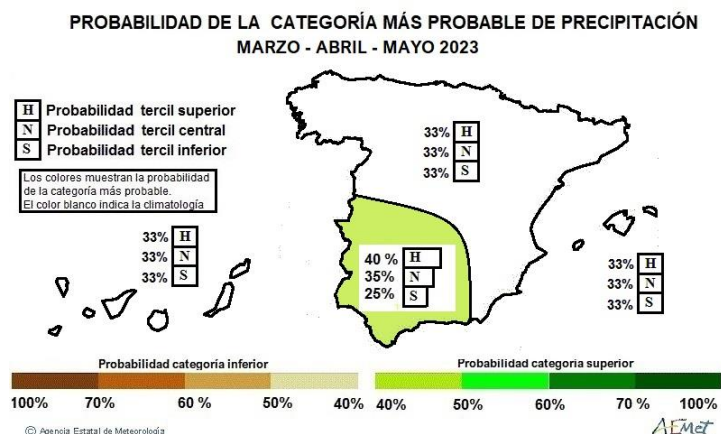 PROBABILIDAD DE LA CATEGORÍA MÁS PROBABLE DE PRECIPITACIÓN
MARZO - ABRIL - MAYO 2023
H Probabilidad tercil superior
N Probabilidad tercil central
S Probabilidad tercil inferior
Los colores muestran la probabilidad
de la categoría más probable.
El color blanco indica la climatología
33% H
33% N
33% S
33% H
33% N
33% S
40 % H
35% N
25% S
33% H
33% N
33% S
Probabilidad categoría inferior
100% 70% 60 % 50% 40%
Probabilidad categoría superior
40% 50% 60% 70 % 100%
© Agencia Estatal de Meteorología
AEMet